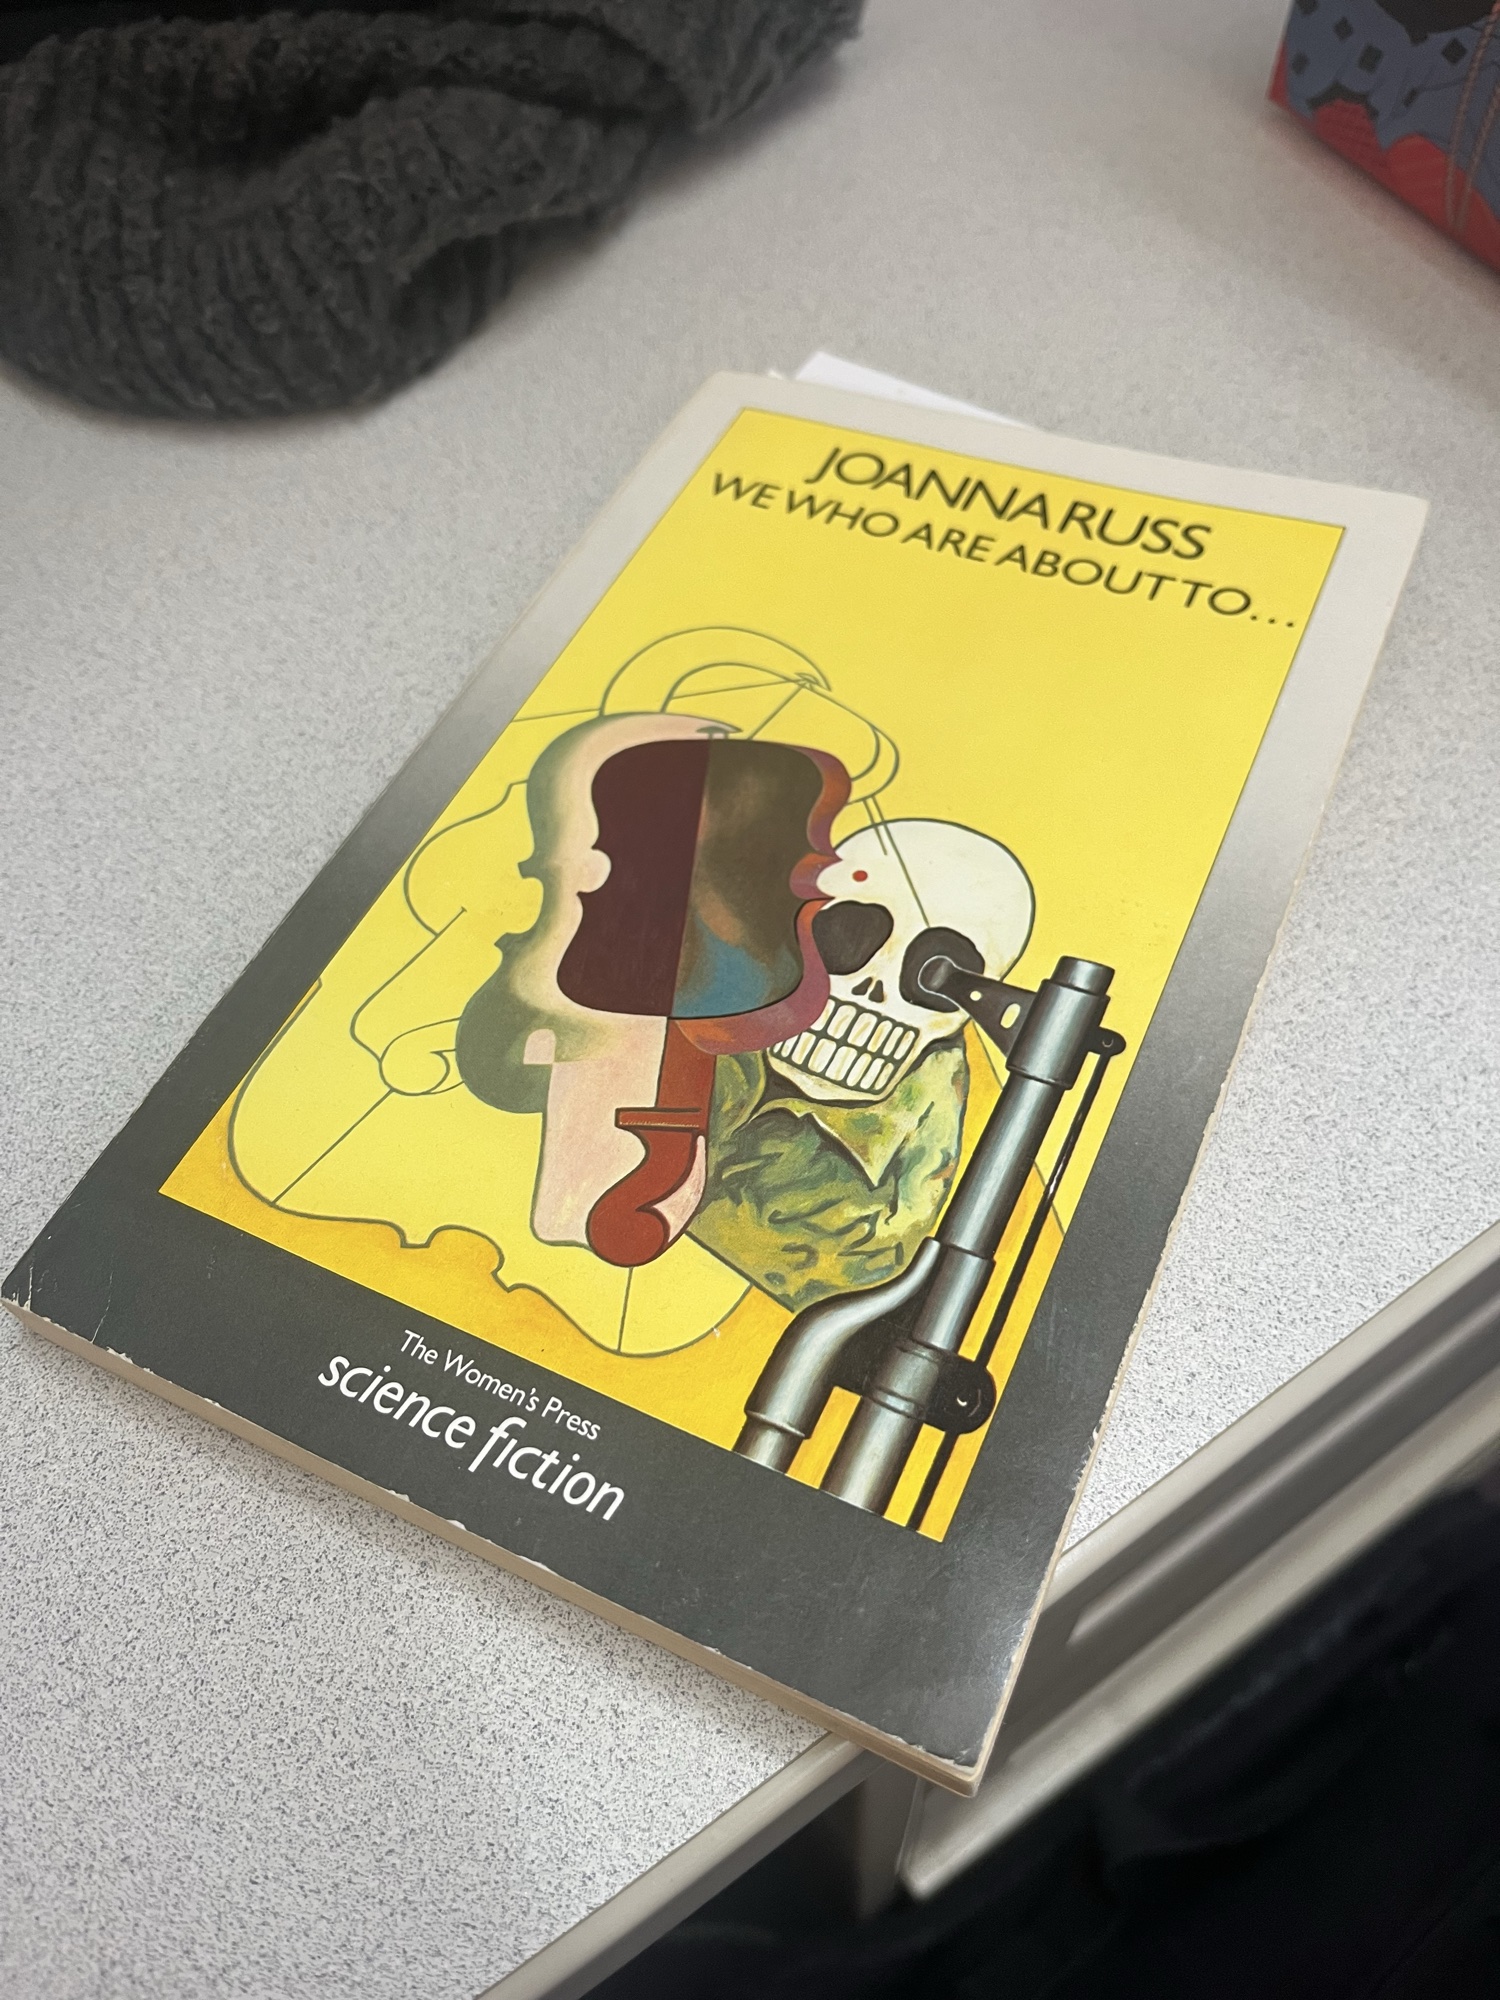 JOANNA RUSS
WE WHO ARE ABOUT TO...
The Women's Press
science fiction